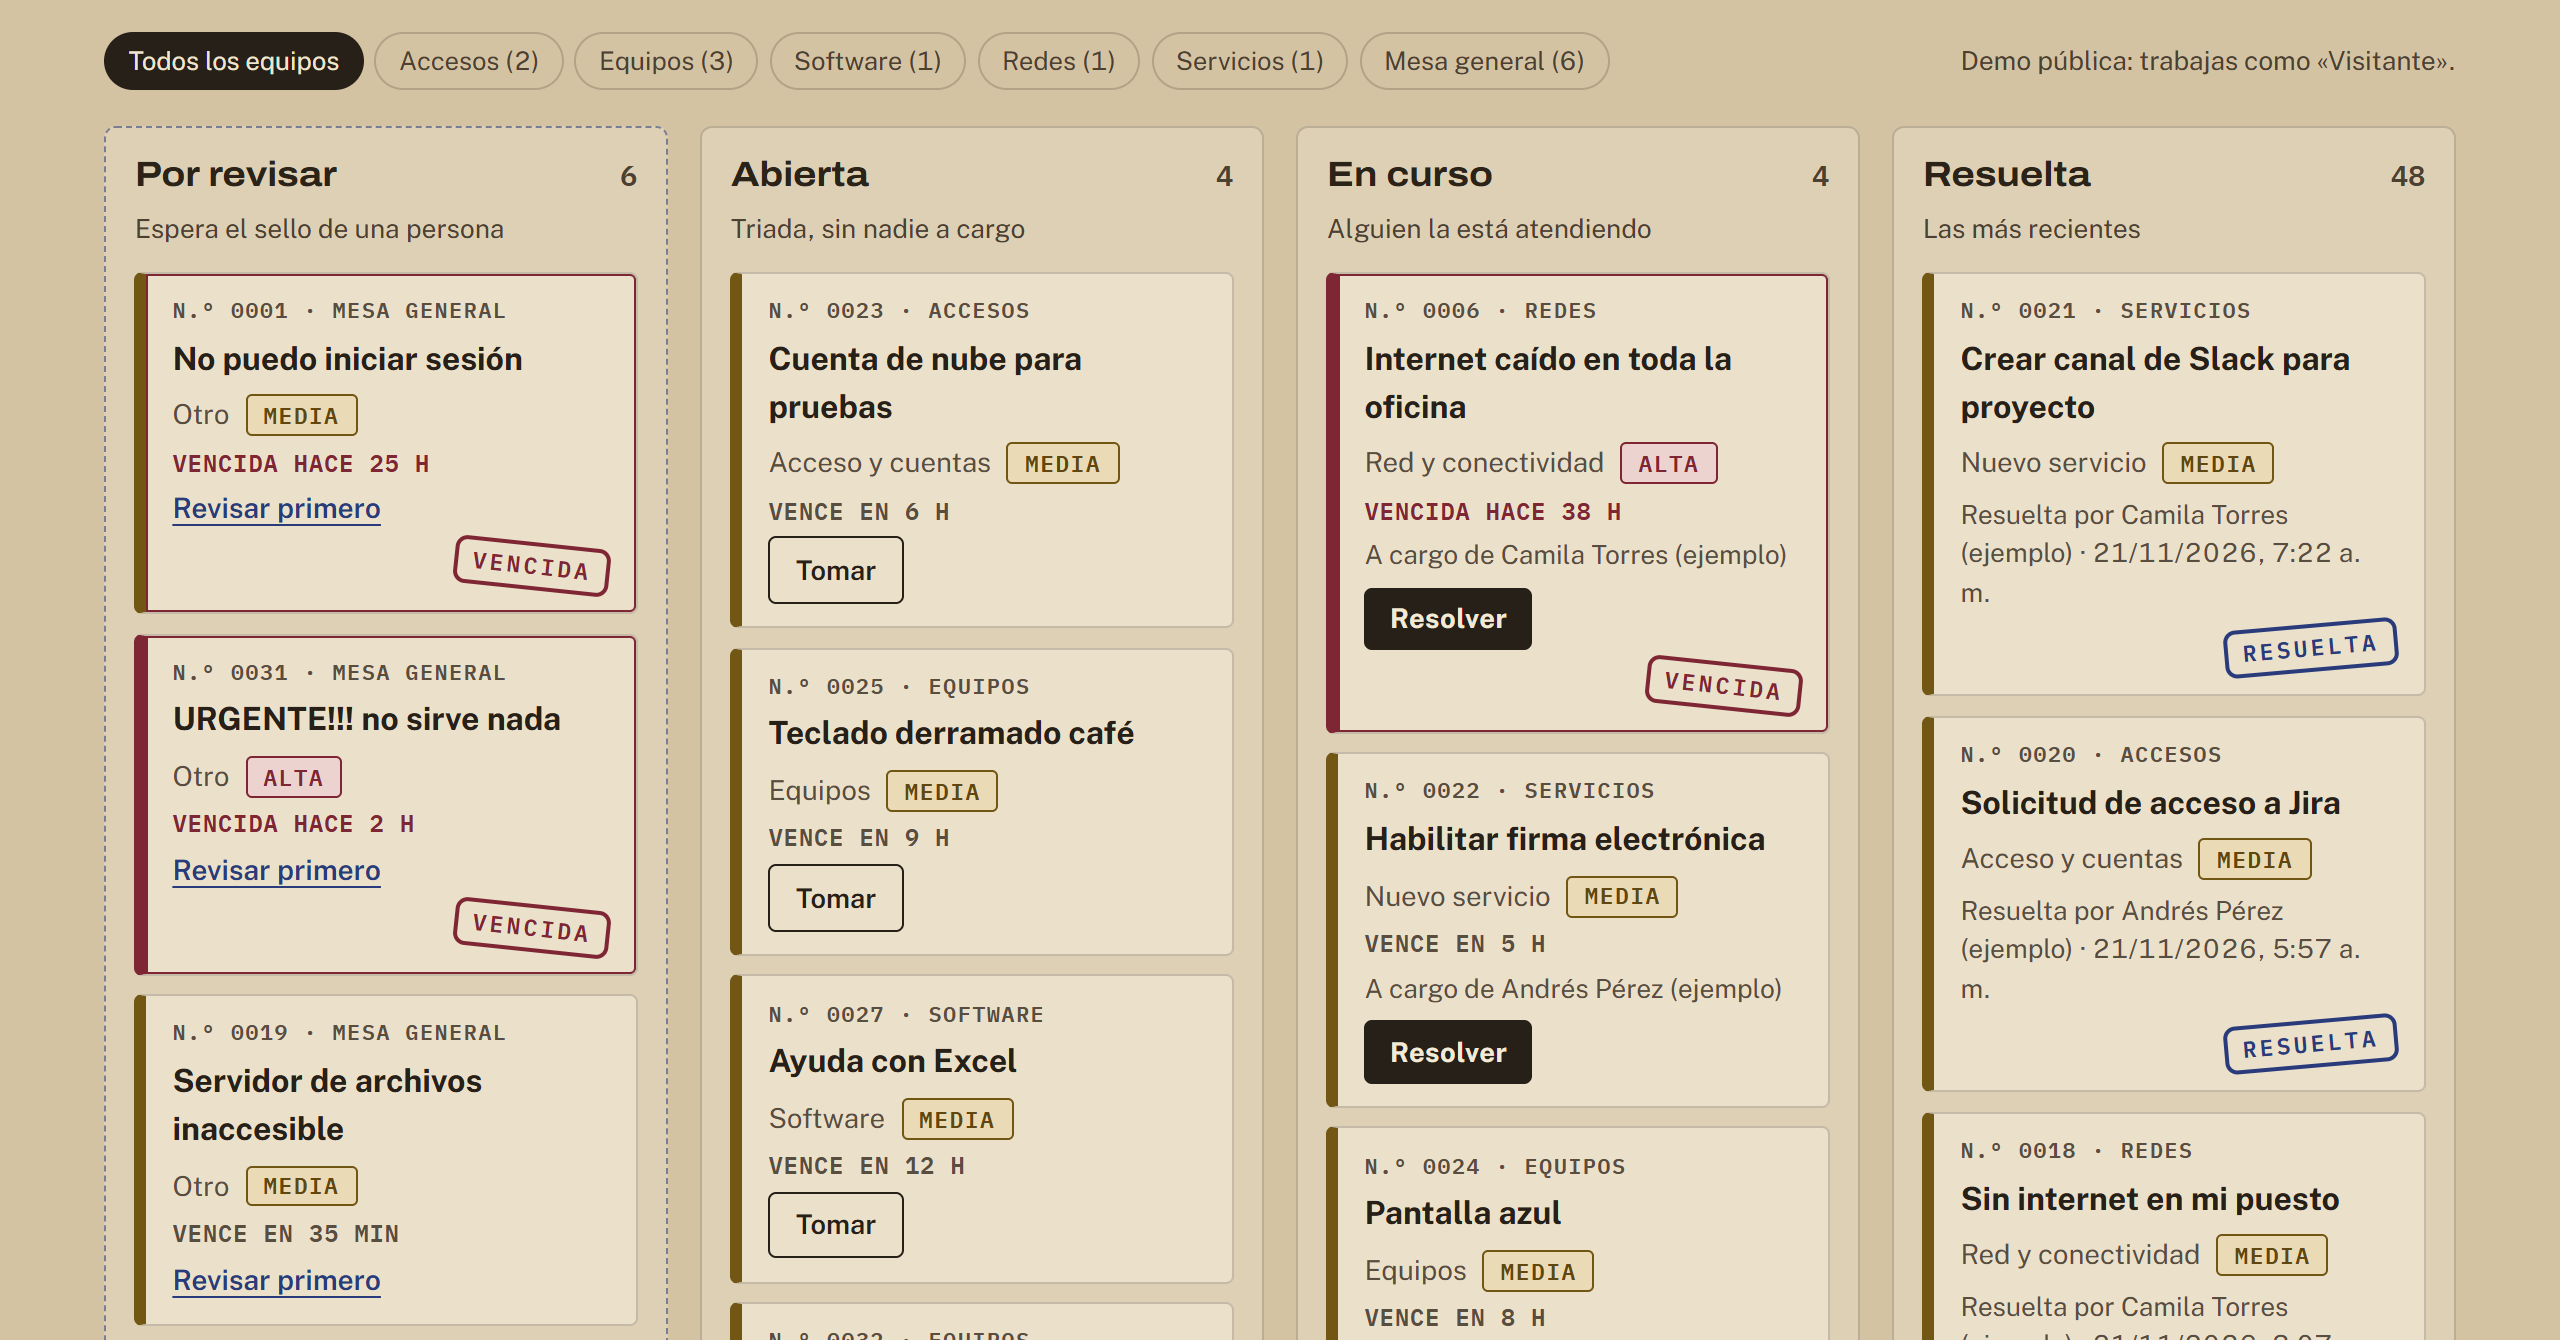 Todos los equipos
Accesos (2)
Equipos (3)
Software (1)
Redes (1)
Servicios (1)
Mesa general (6)
Demo pública: trabajas como «Visitante».
Por revisar 6
Espera el sello de una persona
N.º 0001 · MESA GENERAL
No puedo iniciar sesión
Otro MEDIA
VENCIDA HACE 25 H
Revisar primero
VENCIDA
N.º 0031 · MESA GENERAL
URGENTE!!! no sirve nada
Otro ALTA
VENCIDA HACE 2 H
Revisar primero
VENCIDA
N.º 0019 · MESA GENERAL
Servidor de archivos
inaccesible
Otro MEDIA
VENCE EN 35 MIN
Revisar primero
Abierta 4
Triada, sin nadie a cargo
N.º 0023 · ACCESOS
Cuenta de nube para
pruebas
Acceso y cuentas MEDIA
VENCE EN 6 H
Tomar
N.º 0025 · EQUIPOS
Teclado derramado café
Equipos MEDIA
VENCE EN 9 H
Tomar
N.º 0027 · SOFTWARE
Ayuda con Excel
Software MEDIA
VENCE EN 12 H
Tomar
N.º 0032 · EQUIPOS
En curso 4
Alguien la está atendiendo
N.º 0006 · REDES
Internet caído en toda la
oficina
Red y conectividad ALTA
VENCIDA HACE 38 H
A cargo de Camila Torres (ejemplo)
Resolver
VENCIDA
N.º 0022 · SERVICIOS
Habilitar firma electrónica
Nuevo servicio MEDIA
VENCE EN 5 H
A cargo de Andrés Pérez (ejemplo)
Resolver
N.º 0024 · EQUIPOS
Pantalla azul
Equipos MEDIA
VENCE EN 8 H
Resuelta 48
Las más recientes
N.º 0021 · SERVICIOS
Crear canal de Slack para
proyecto
Nuevo servicio MEDIA
Resuelta por Camila Torres
(ejemplo) · 21/11/2026, 7:22 a.
m.
RESUELTA
N.º 0020 · ACCESOS
Solicitud de acceso a Jira
Acceso y cuentas MEDIA
Resuelta por Andrés Pérez
(ejemplo) · 21/11/2026, 5:57 a.
m.
RESUELTA
N.º 0018 · REDES
Sin internet en mi puesto
Red y conectividad MEDIA
Resuelta por Camila Torres